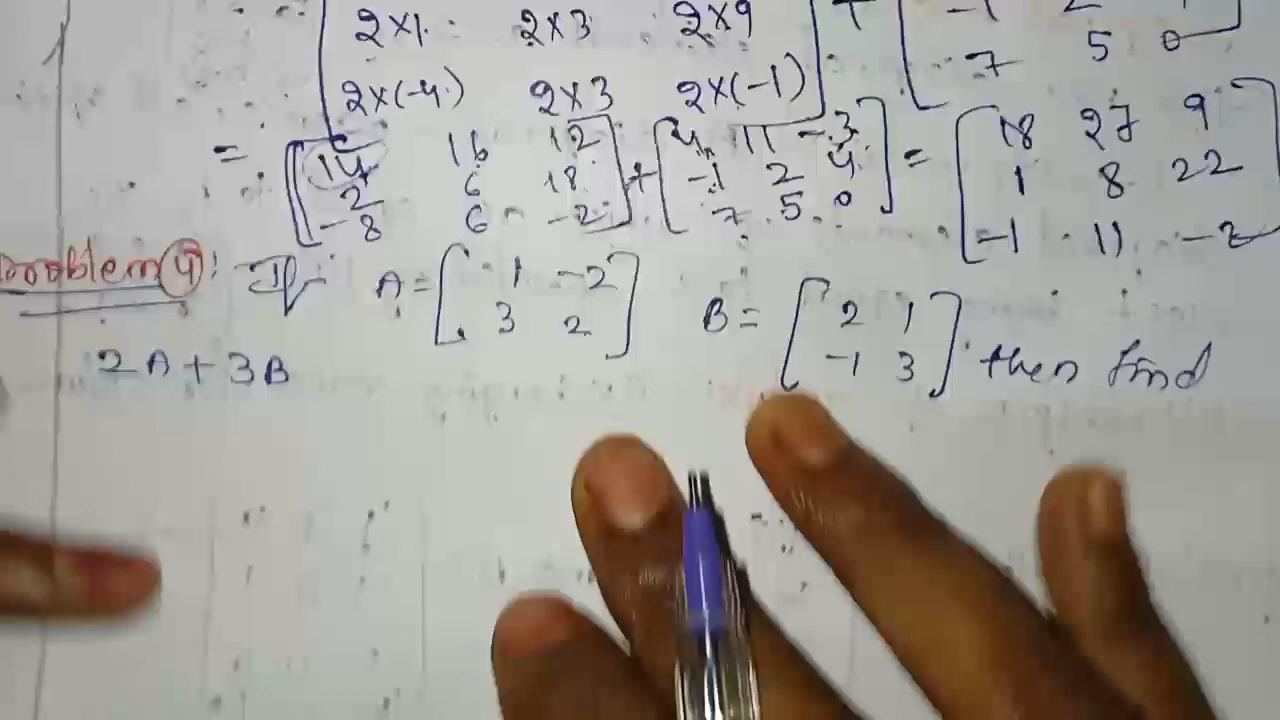 2×1 2×3 2×9 + -1 2
2×(-4) 2×3 2×(-1) 7 5 0
= [14 16 12] + [4 11 -3] = [18 27 9]
2 6 18 -1 2 4 1 8 22
-8 6 -2 7 5 0 -1 11 -2
Problem 4: If A = [1 -2] B = [2 1] then find
3 2 -1 3
2A + 3B